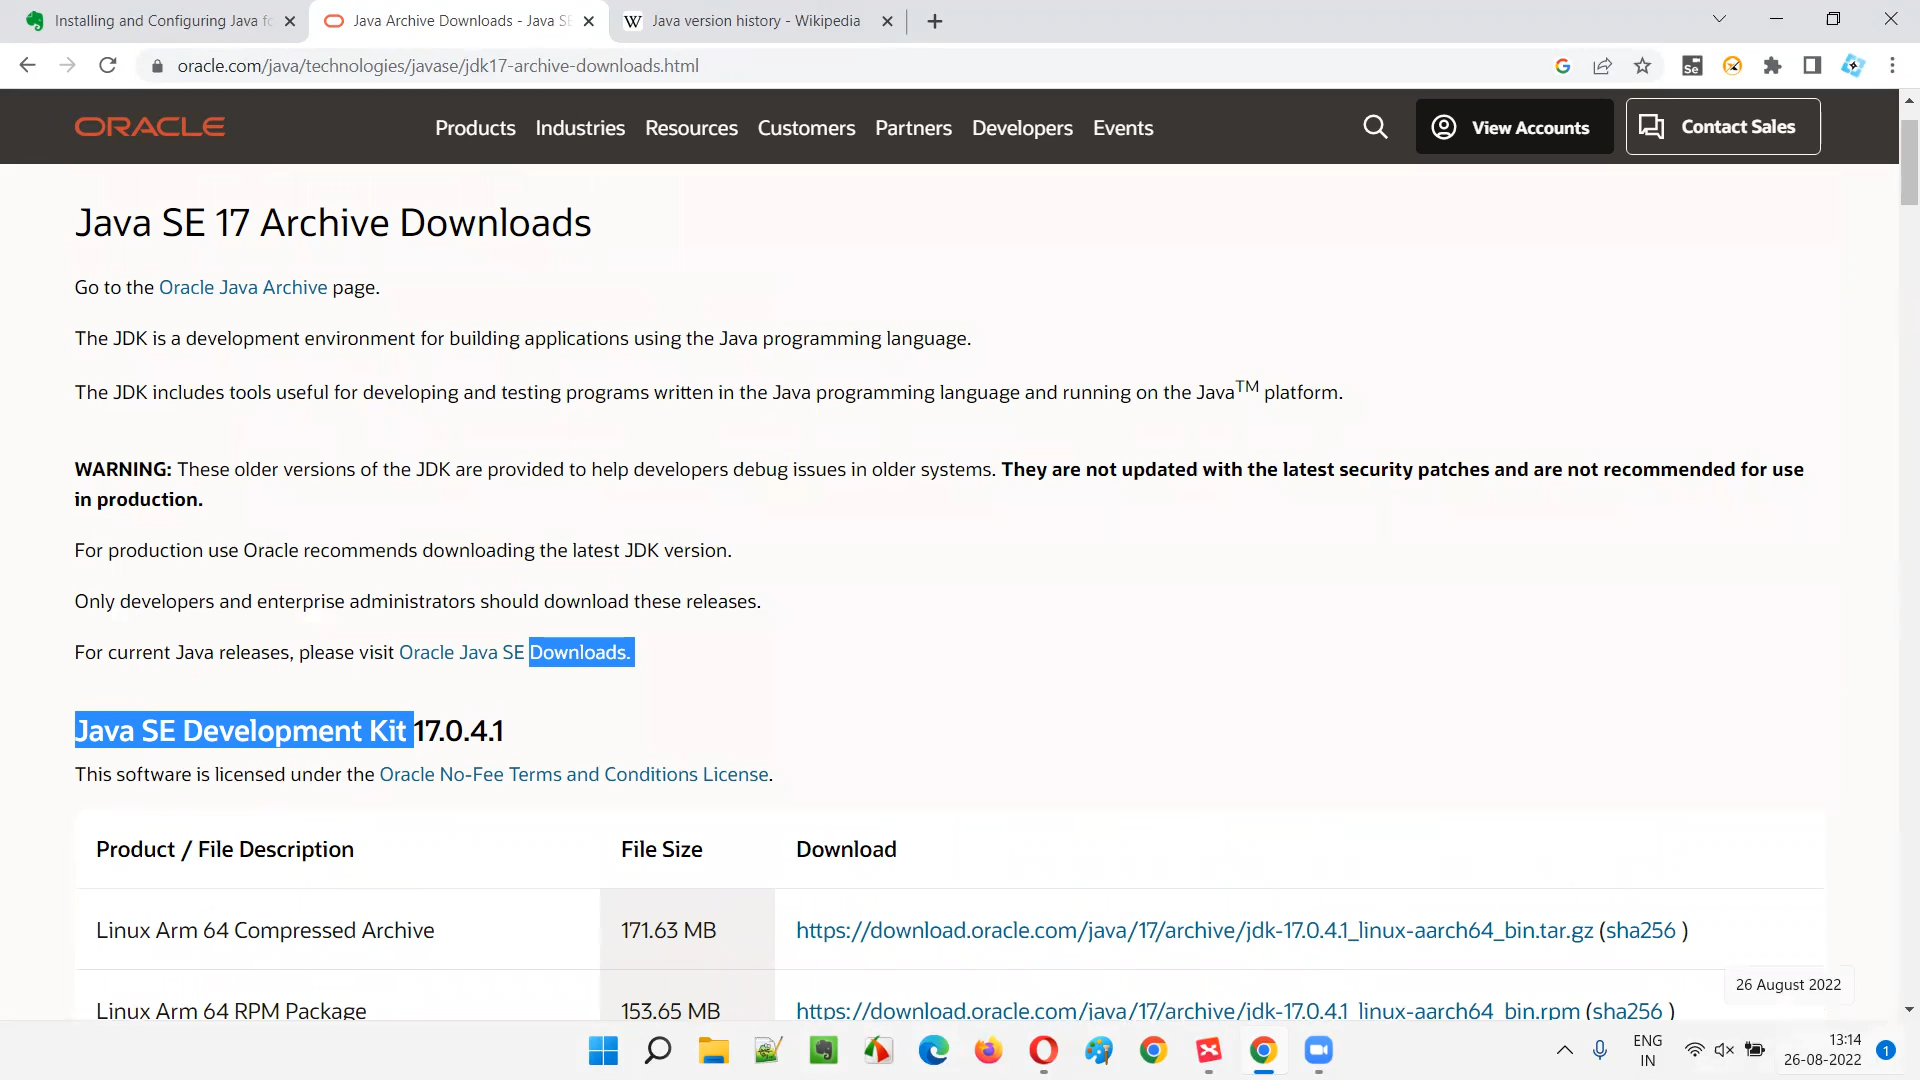 Installing and Configuring Java fo
Java Archive Downloads - Java SE
Java version history - Wikipedia
oracle.com/java/technologies/javase/jdk17-archive-downloads.html
ORACLE
Products
Industries
Resources
Customers
Partners
Developers
Events
View Accounts
Contact Sales
Java SE 17 Archive Downloads
Go to the Oracle Java Archive page.
The JDK is a development environment for building applications using the Java programming language.
The JDK includes tools useful for developing and testing programs written in the Java programming language and running on the Java™ platform.
WARNING: These older versions of the JDK are provided to help developers debug issues in older systems. They are not updated with the latest security patches and are not recommended for use
in production.
For production use Oracle recommends downloading the latest JDK version.
Only developers and enterprise administrators should download these releases.
For current Java releases, please visit Oracle Java SE Downloads.
Java SE Development Kit 17.0.4.1
This software is licensed under the Oracle No-Fee Terms and Conditions License.
Product / File Description
File Size
Download
Linux Arm 64 Compressed Archive
171.63 MB
https://download.oracle.com/java/17/archive/jdk-17.0.4.1_linux-aarch64_bin.tar.gz (sha256 )
26 August 2022
Linux Arm 64 RPM Package
153.65 MB
https://download.oracle.com/java/17/archive/jdk-17.0.4.1_linux-aarch64_bin.rpm (sha256 )
ENG
IN
13:14
26-08-2022
1